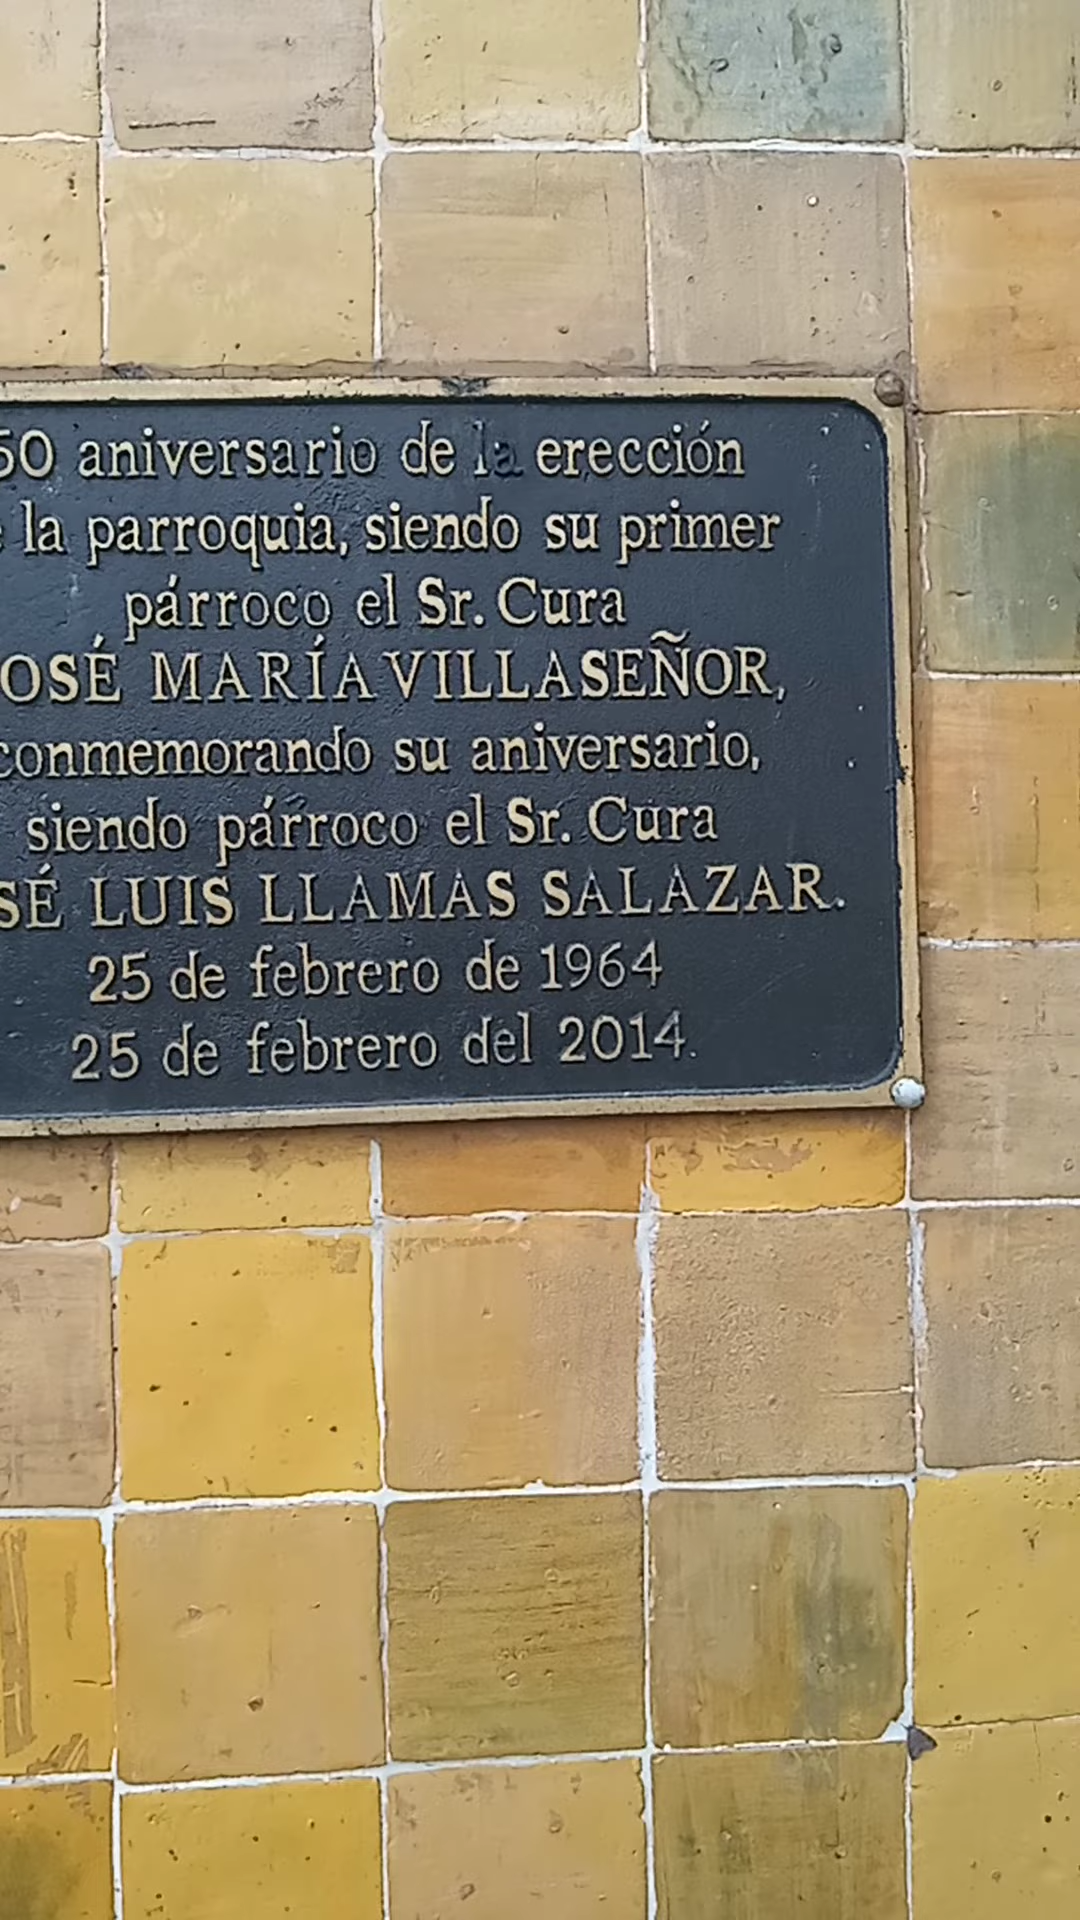 50 aniversario de la erección
la parroquia, siendo su primer
párroco el Sr. Cura
OSÉ MARÍA VILLASEÑOR,
conmemorando su aniversario,
siendo párroco el Sr. Cura
SÉ LUIS LLAMAS SALAZAR.
25 de febrero de 1964
25 de febrero del 2014.